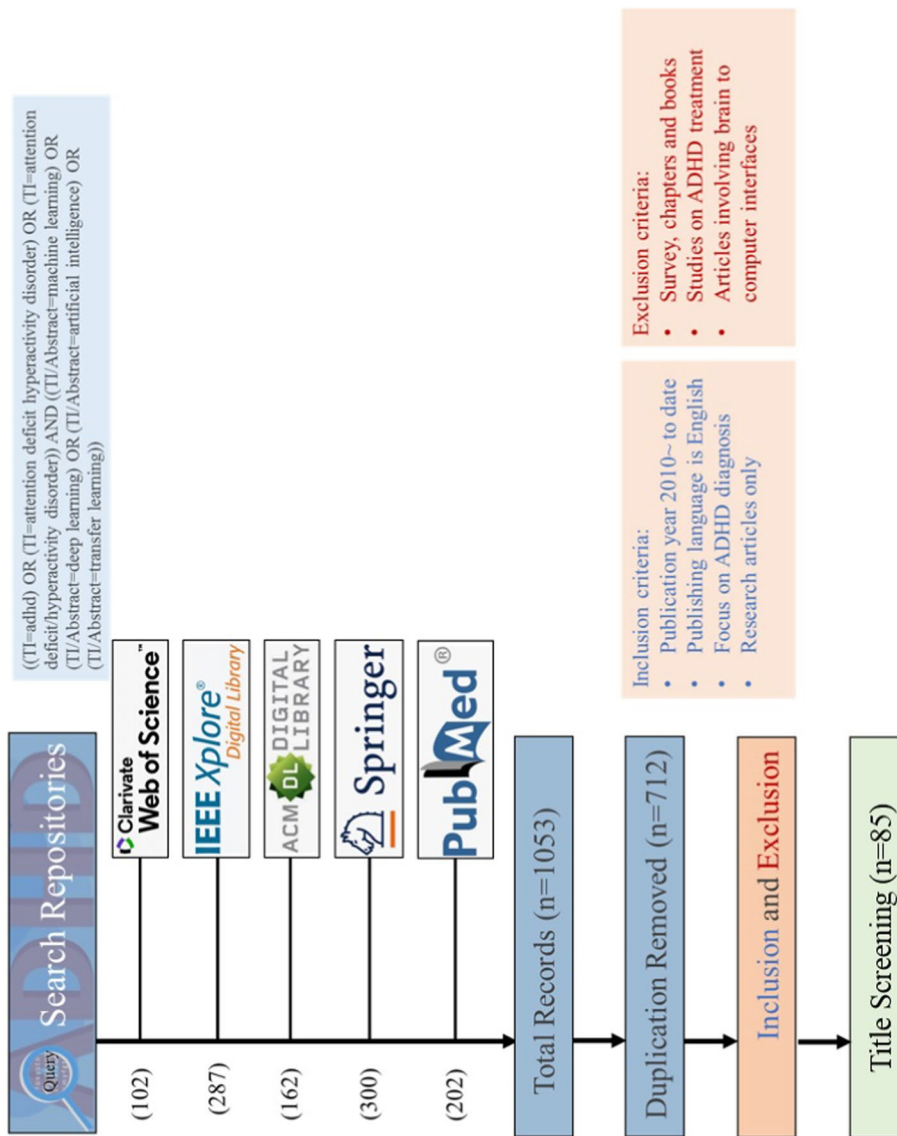 Query
Search Repositories
((TI=adhd) OR (TI=attention deficit hyperactivity disorder) OR (TI=attention
deficit/hyperactivity disorder)) AND ((TI/Abstract=machine learning) OR
(TI/Abstract=deep learning) OR (TI/Abstract=artificial intelligence) OR
(TI/Abstract=transfer learning))
(102)
Clarivate
Web of Science™
(287)
IEEE Xplore®
Digital Library
(162)
ACM DL DIGITAL
LIBRARY
(300)
Springer
(202)
PubMed®
Total Records (n=1053)
Duplication Removed (n=712)
Inclusion and Exclusion
Inclusion criteria:
• Publication year 2010~ to date
• Publishing language is English
• Focus on ADHD diagnosis
• Research articles only
Exclusion criteria:
• Survey, chapters and books
• Studies on ADHD treatment
• Articles involving brain to
computer interfaces
Title Screening (n=85)